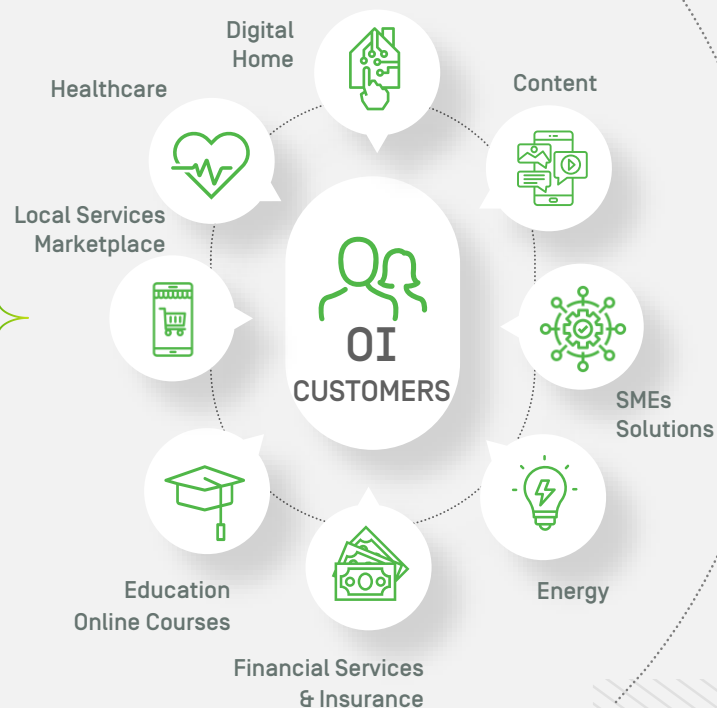 Digital
Home
Content
Healthcare
Local Services
Marketplace
OI
CUSTOMERS
SMEs
Solutions
Energy
Education
Online Courses
Financial Services
& Insurance